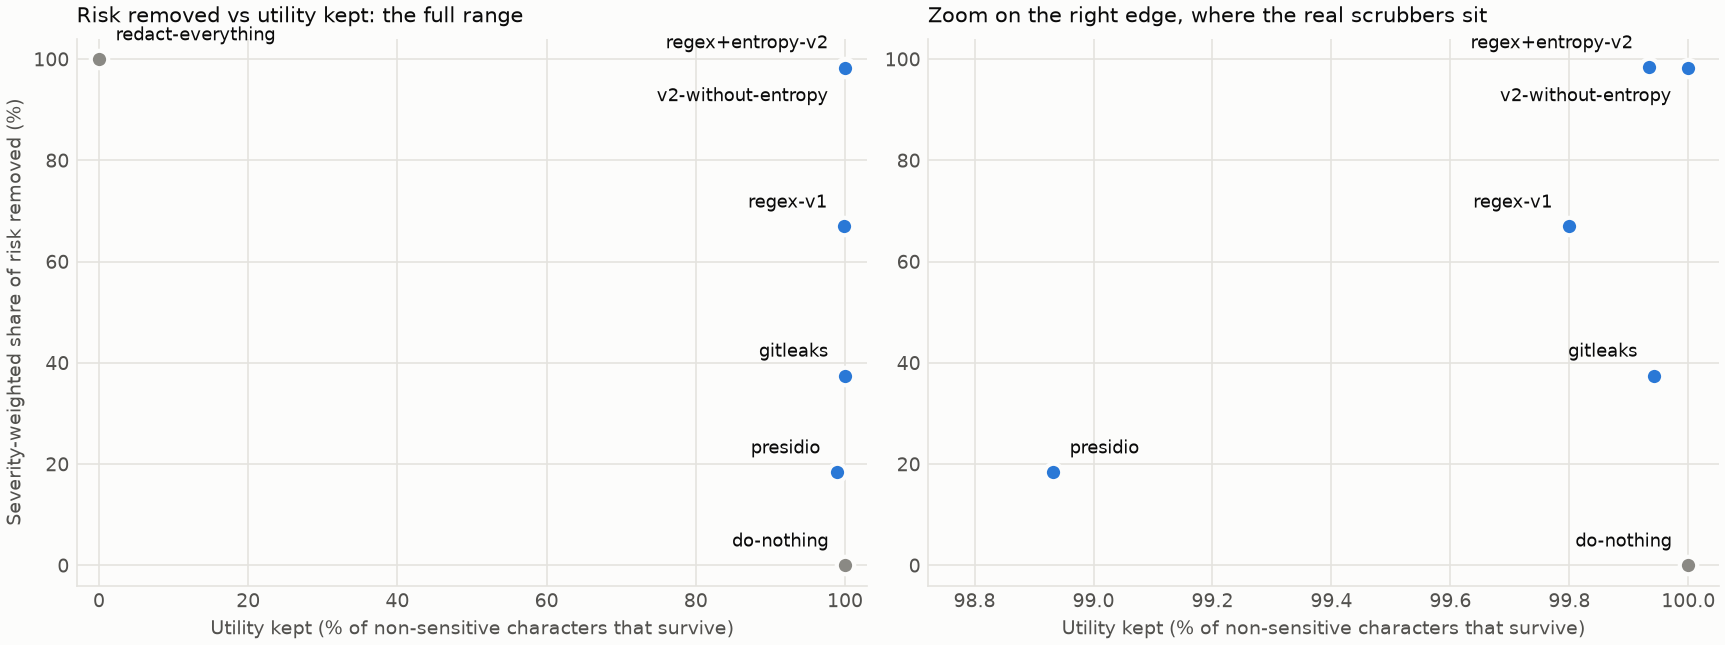 Risk removed vs utility kept: the full range
redact-everything
regex+entropy-v2
v2-without-entropy
regex-v1
gitleaks
presidio
do-nothing
100
80
60
40
20
0
Severity-weighted share of risk removed (%)
0 20 40 60 80 100
Utility kept (% of non-sensitive characters that survive)
Zoom on the right edge, where the real scrubbers sit
regex+entropy-v2
v2-without-entropy
regex-v1
gitleaks
presidio
do-nothing
100
80
60
40
20
0
98.8 99.0 99.2 99.4 99.6 99.8 100.0
Utility kept (% of non-sensitive characters that survive)